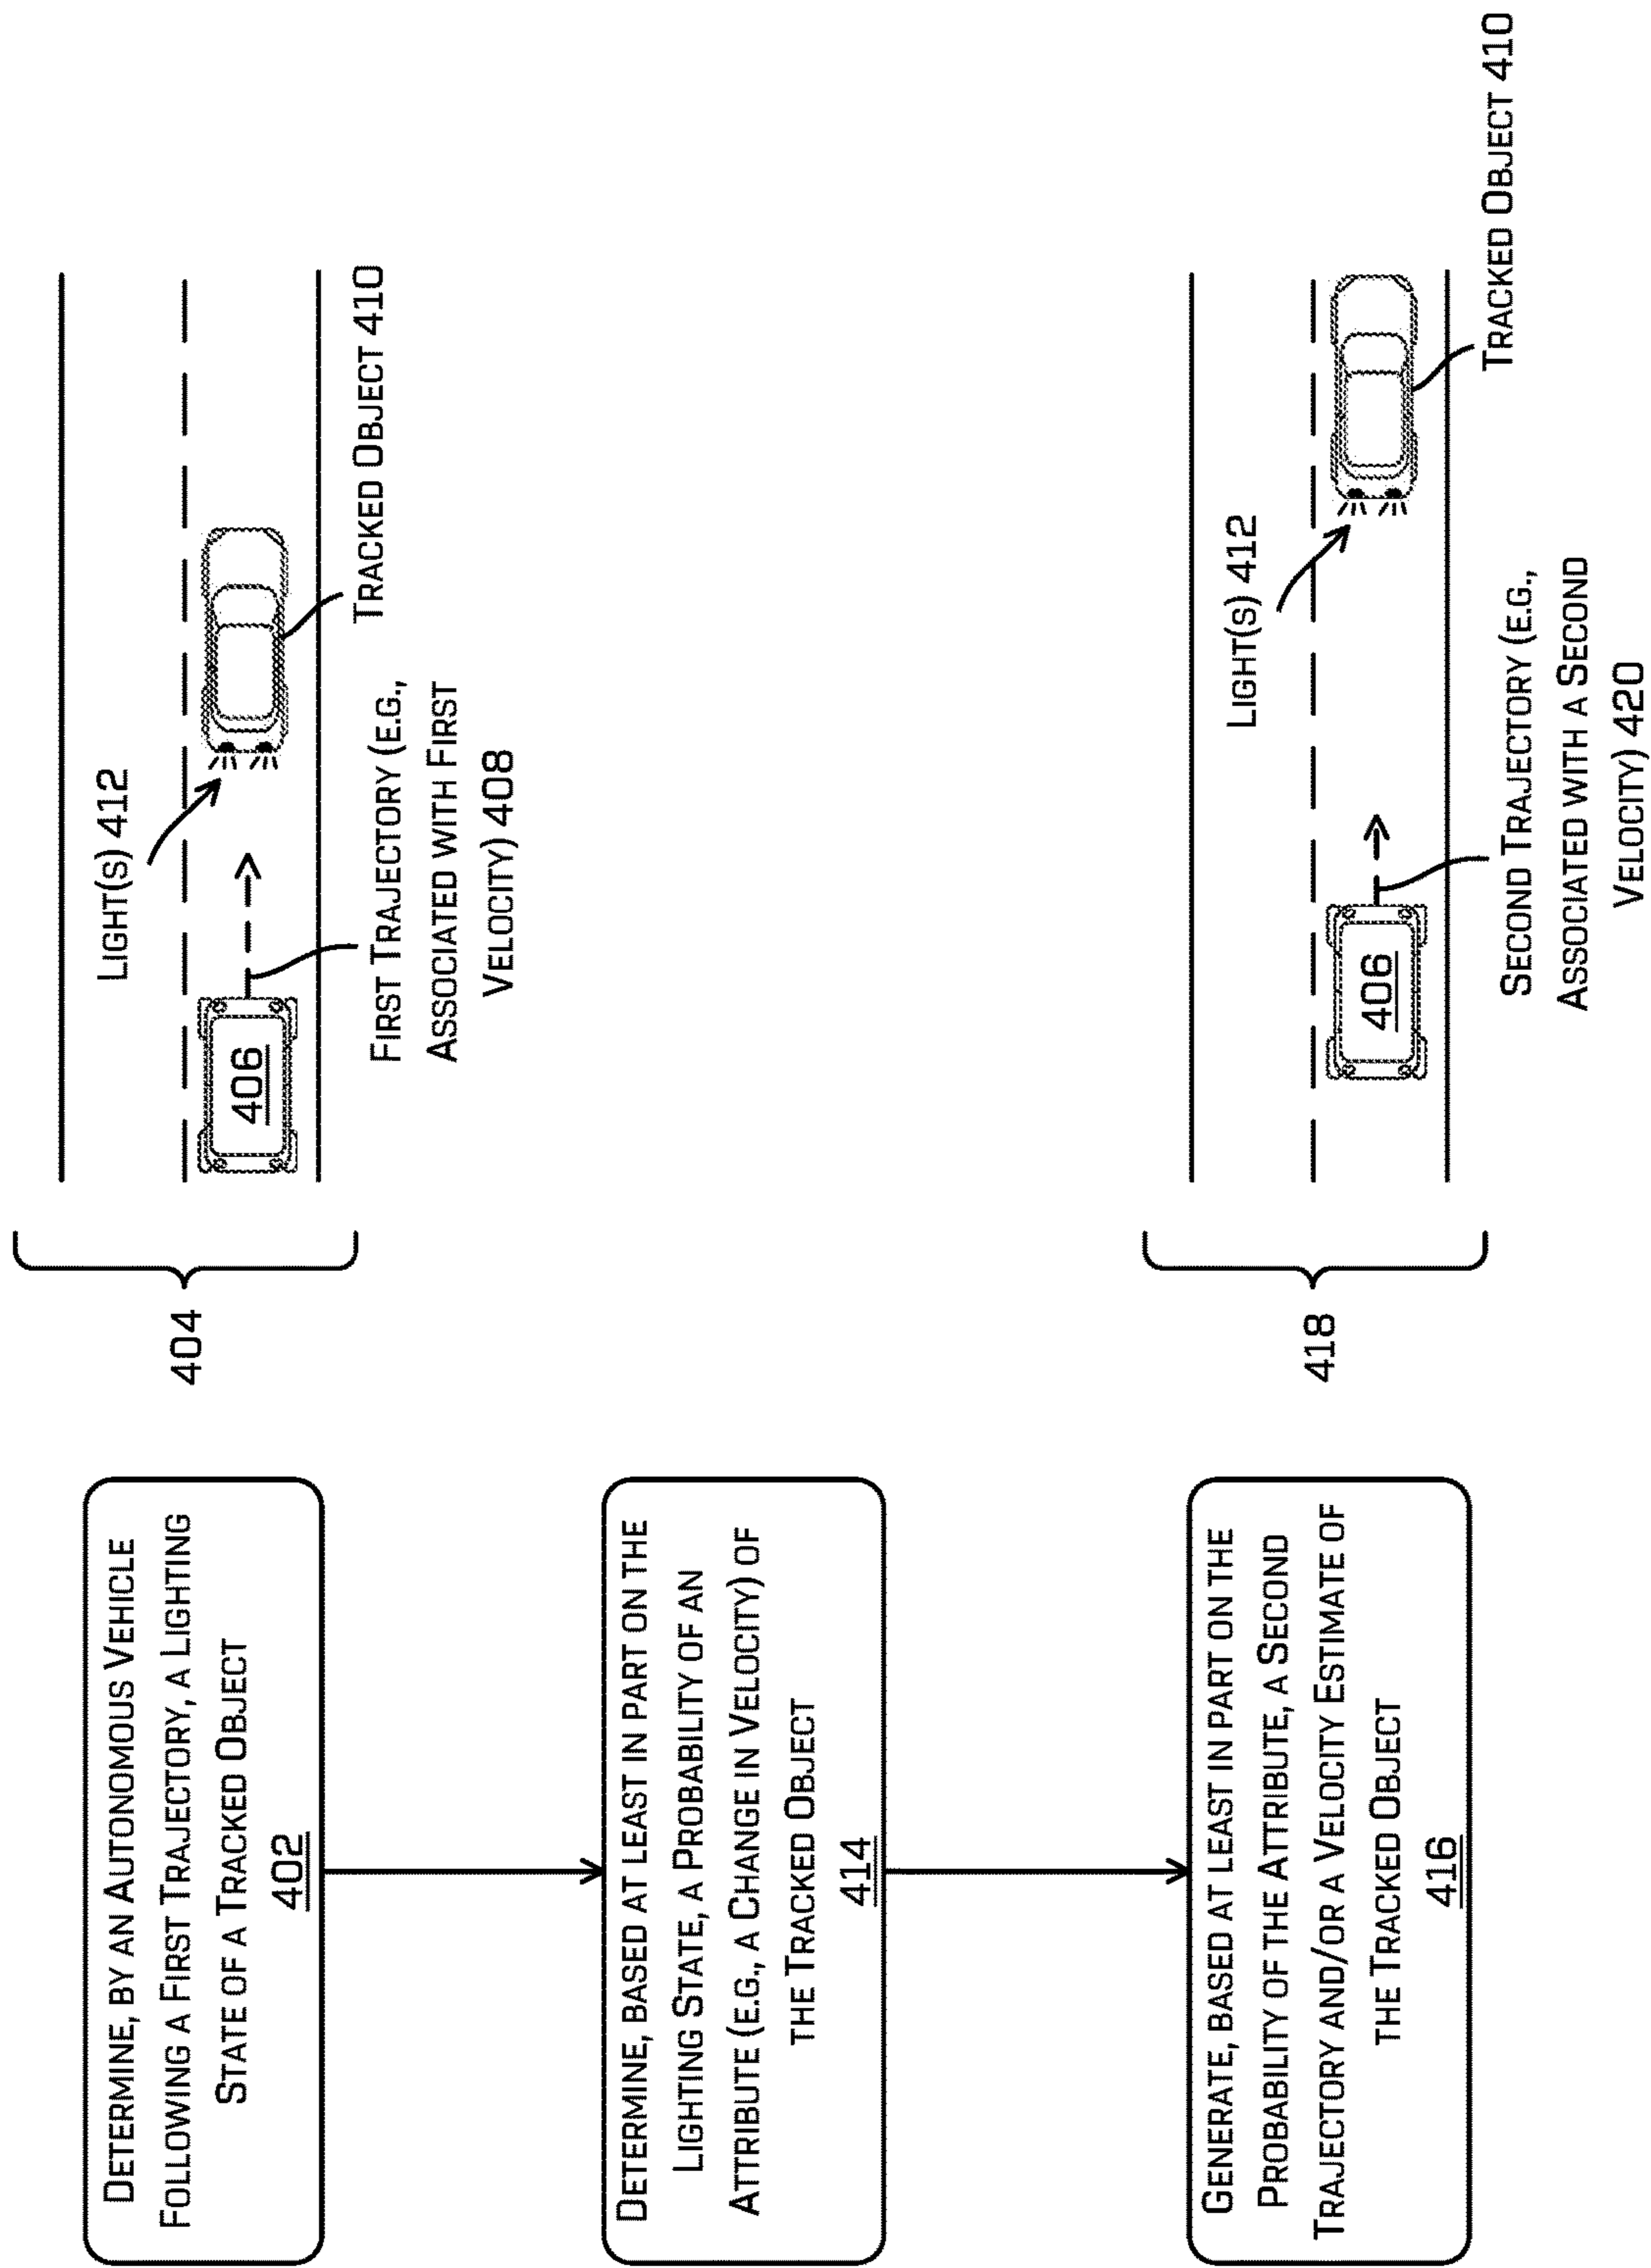 DETERMINE, BY AN AUTONOMOUS VEHICLE
FOLLOWING A FIRST TRAJECTORY, A LIGHTING
STATE OF A TRACKED OBJECT
402
404
LIGHT(S) 412
406
TRACKED OBJECT 410
FIRST TRAJECTORY (E.G.,
ASSOCIATED WITH FIRST
VELOCITY) 408
DETERMINE, BASED AT LEAST IN PART ON THE
LIGHTING STATE, A PROBABILITY OF AN
ATTRIBUTE (E.G., A CHANGE IN VELOCITY) OF
THE TRACKED OBJECT
414
GENERATE, BASED AT LEAST IN PART ON THE
PROBABILITY OF THE ATTRIBUTE, A SECOND
TRAJECTORY AND/OR A VELOCITY ESTIMATE OF
THE TRACKED OBJECT
416
418
LIGHT(S) 412
406
TRACKED OBJECT 410
SECOND TRAJECTORY (E.G.,
ASSOCIATED WITH A SECOND
VELOCITY) 420